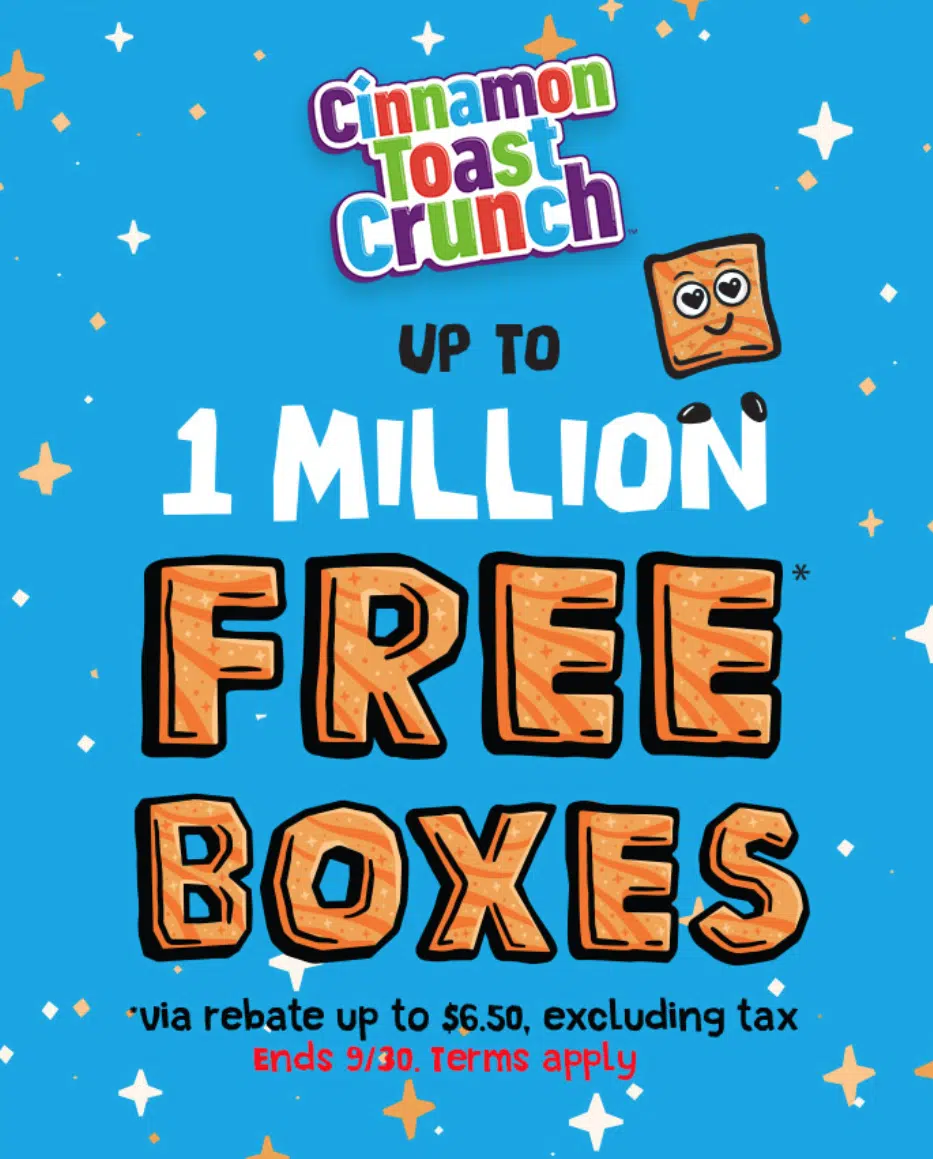 Cinnamon
Toast
Crunch™
UP TO
1 MILLION
FREE*
BOXES
*via rebate up to $6.50, excluding tax
Ends 9/30. Terms apply